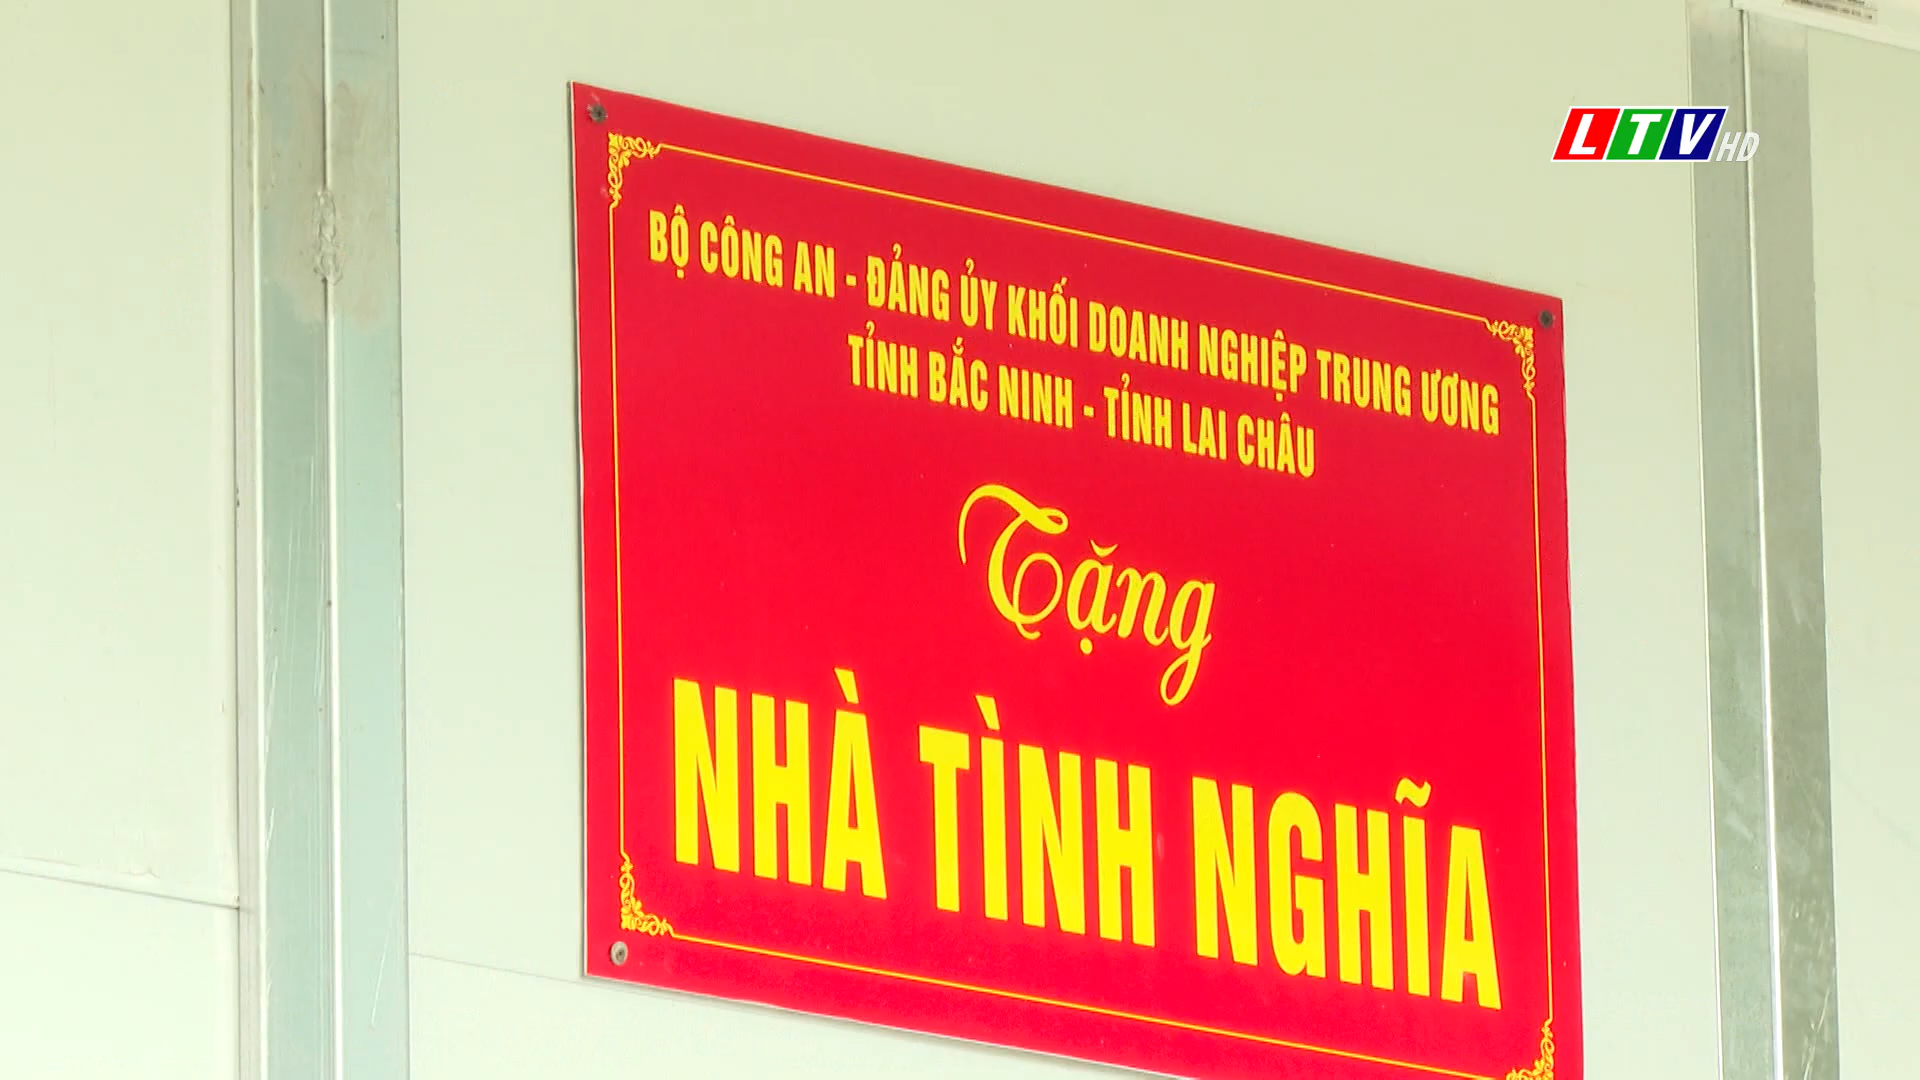 LTV HD
BỘ CÔNG AN - ĐẢNG ỦY KHỐI DOANH NGHIỆP TRUNG ƯƠNG
TỈNH BẮC NINH - TỈNH LAI CHÂU
Tặng
NHÀ TÌNH NGHĨA